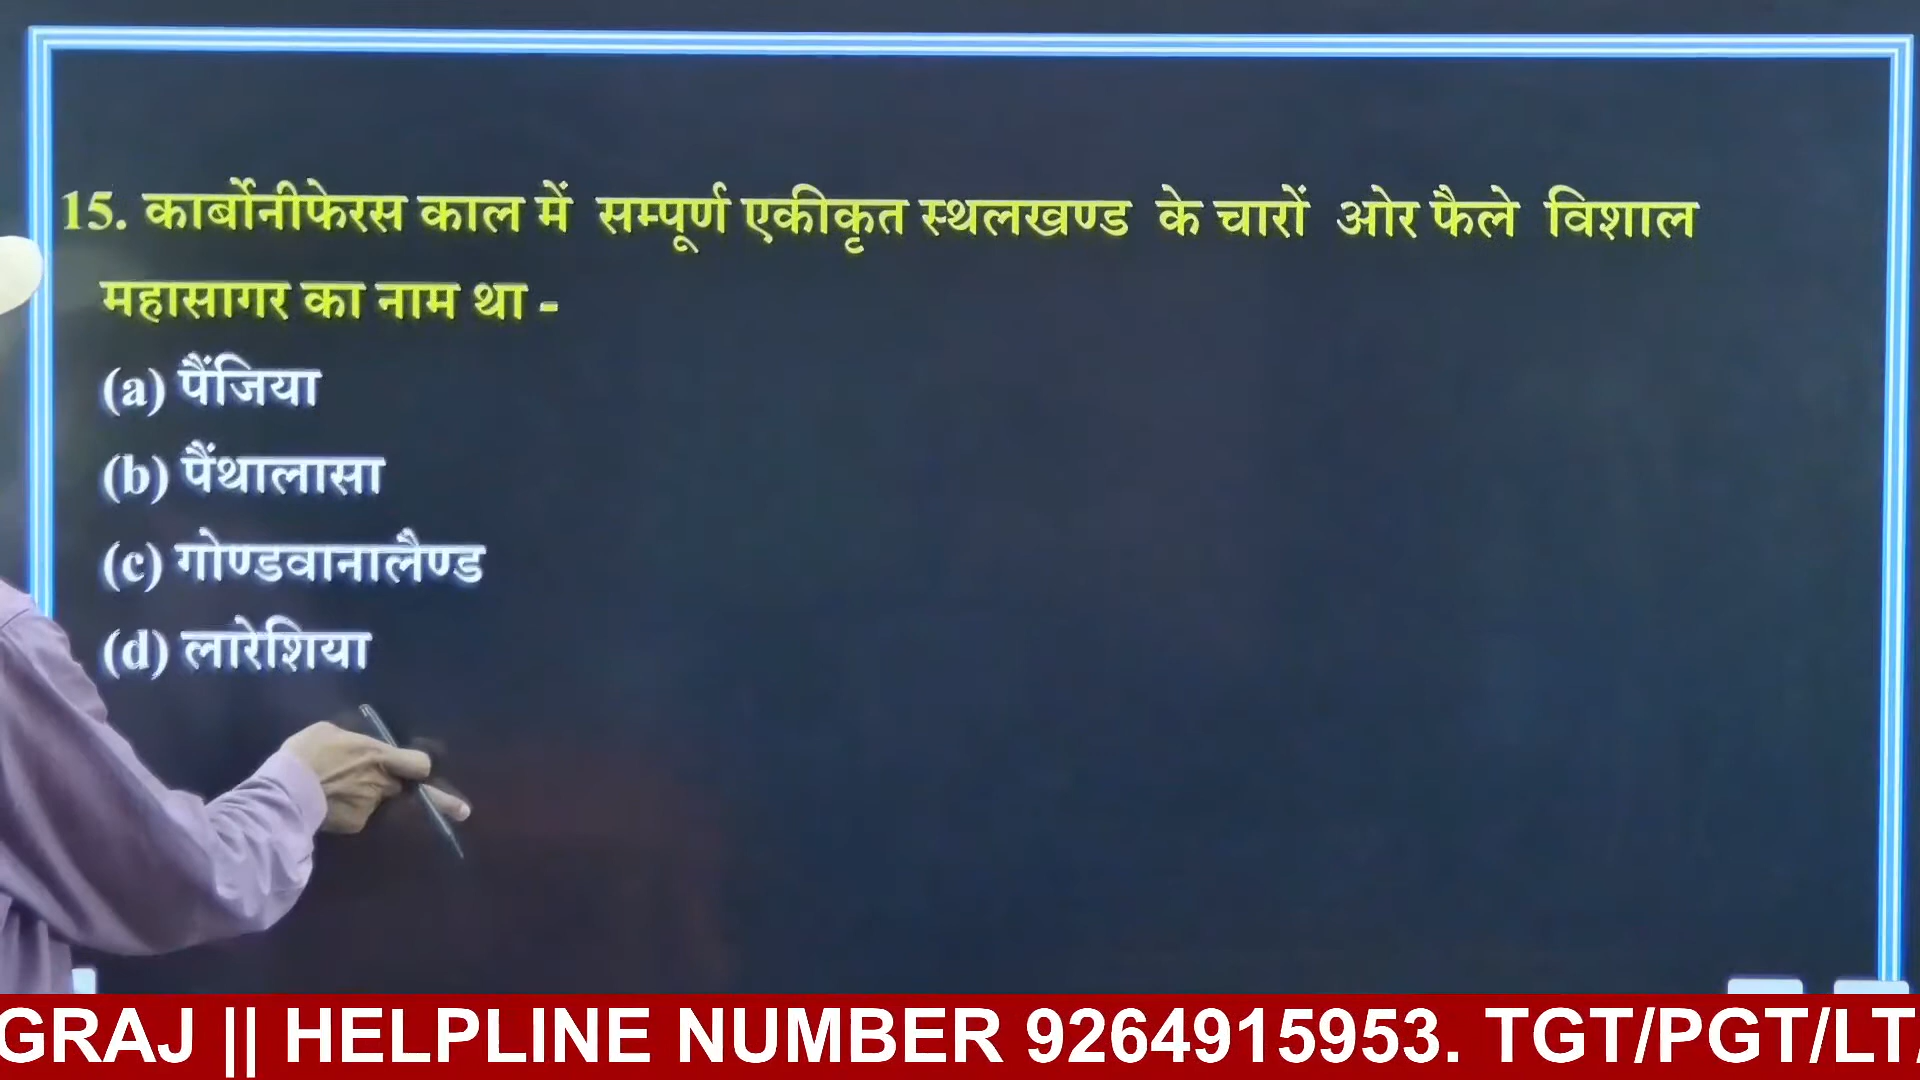 15. कार्बोनीफेरस काल में सम्पूर्ण एकीकृत स्थलखण्ड के चारों ओर फैले विशाल
महासागर का नाम था -
(a) पैंजिया
(b) पैंथालासा
(c) गोण्डवानालैण्ड
(d) लारेशिया
GRAJ || HELPLINE NUMBER 9264915953. TGT/PGT/LT